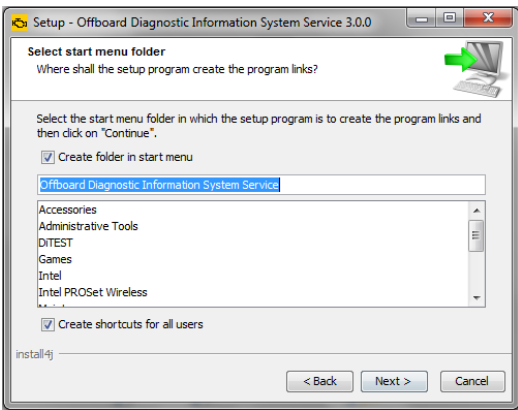 Setup - Offboard Diagnostic Information System Service 3.0.0
Select start menu folder
Where shall the setup program create the program links?
Select the start menu folder in which the setup program is to create the program links and
then click on "Continue".
Create folder in start menu
Offboard Diagnostic Information System Service
Accessories
Administrative Tools
DiTEST
Games
Intel
Intel PROSet Wireless
Create shortcuts for all users
install4j
< Back
Next >
Cancel